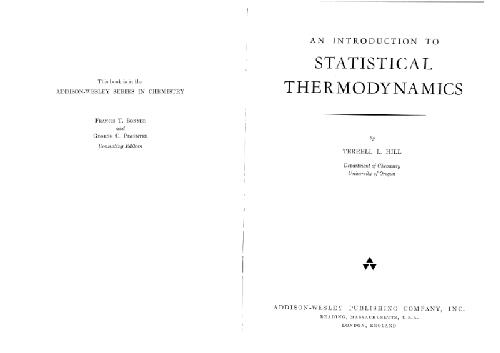 This book is in the
ADDISON-WESLEY SERIES IN CHEMISTRY
FRANCIS T. BONNER
and
GEORGE C. PIMENTEL
Consulting Editors
AN INTRODUCTION TO
STATISTICAL
THERMODYNAMICS
by
TERRELL L. HILL
Department of Chemistry
University of Oregon
ADDISON-WESLEY PUBLISHING COMPANY, INC.
READING, MASSACHUSETTS, U.S.A.
LONDON, ENGLAND